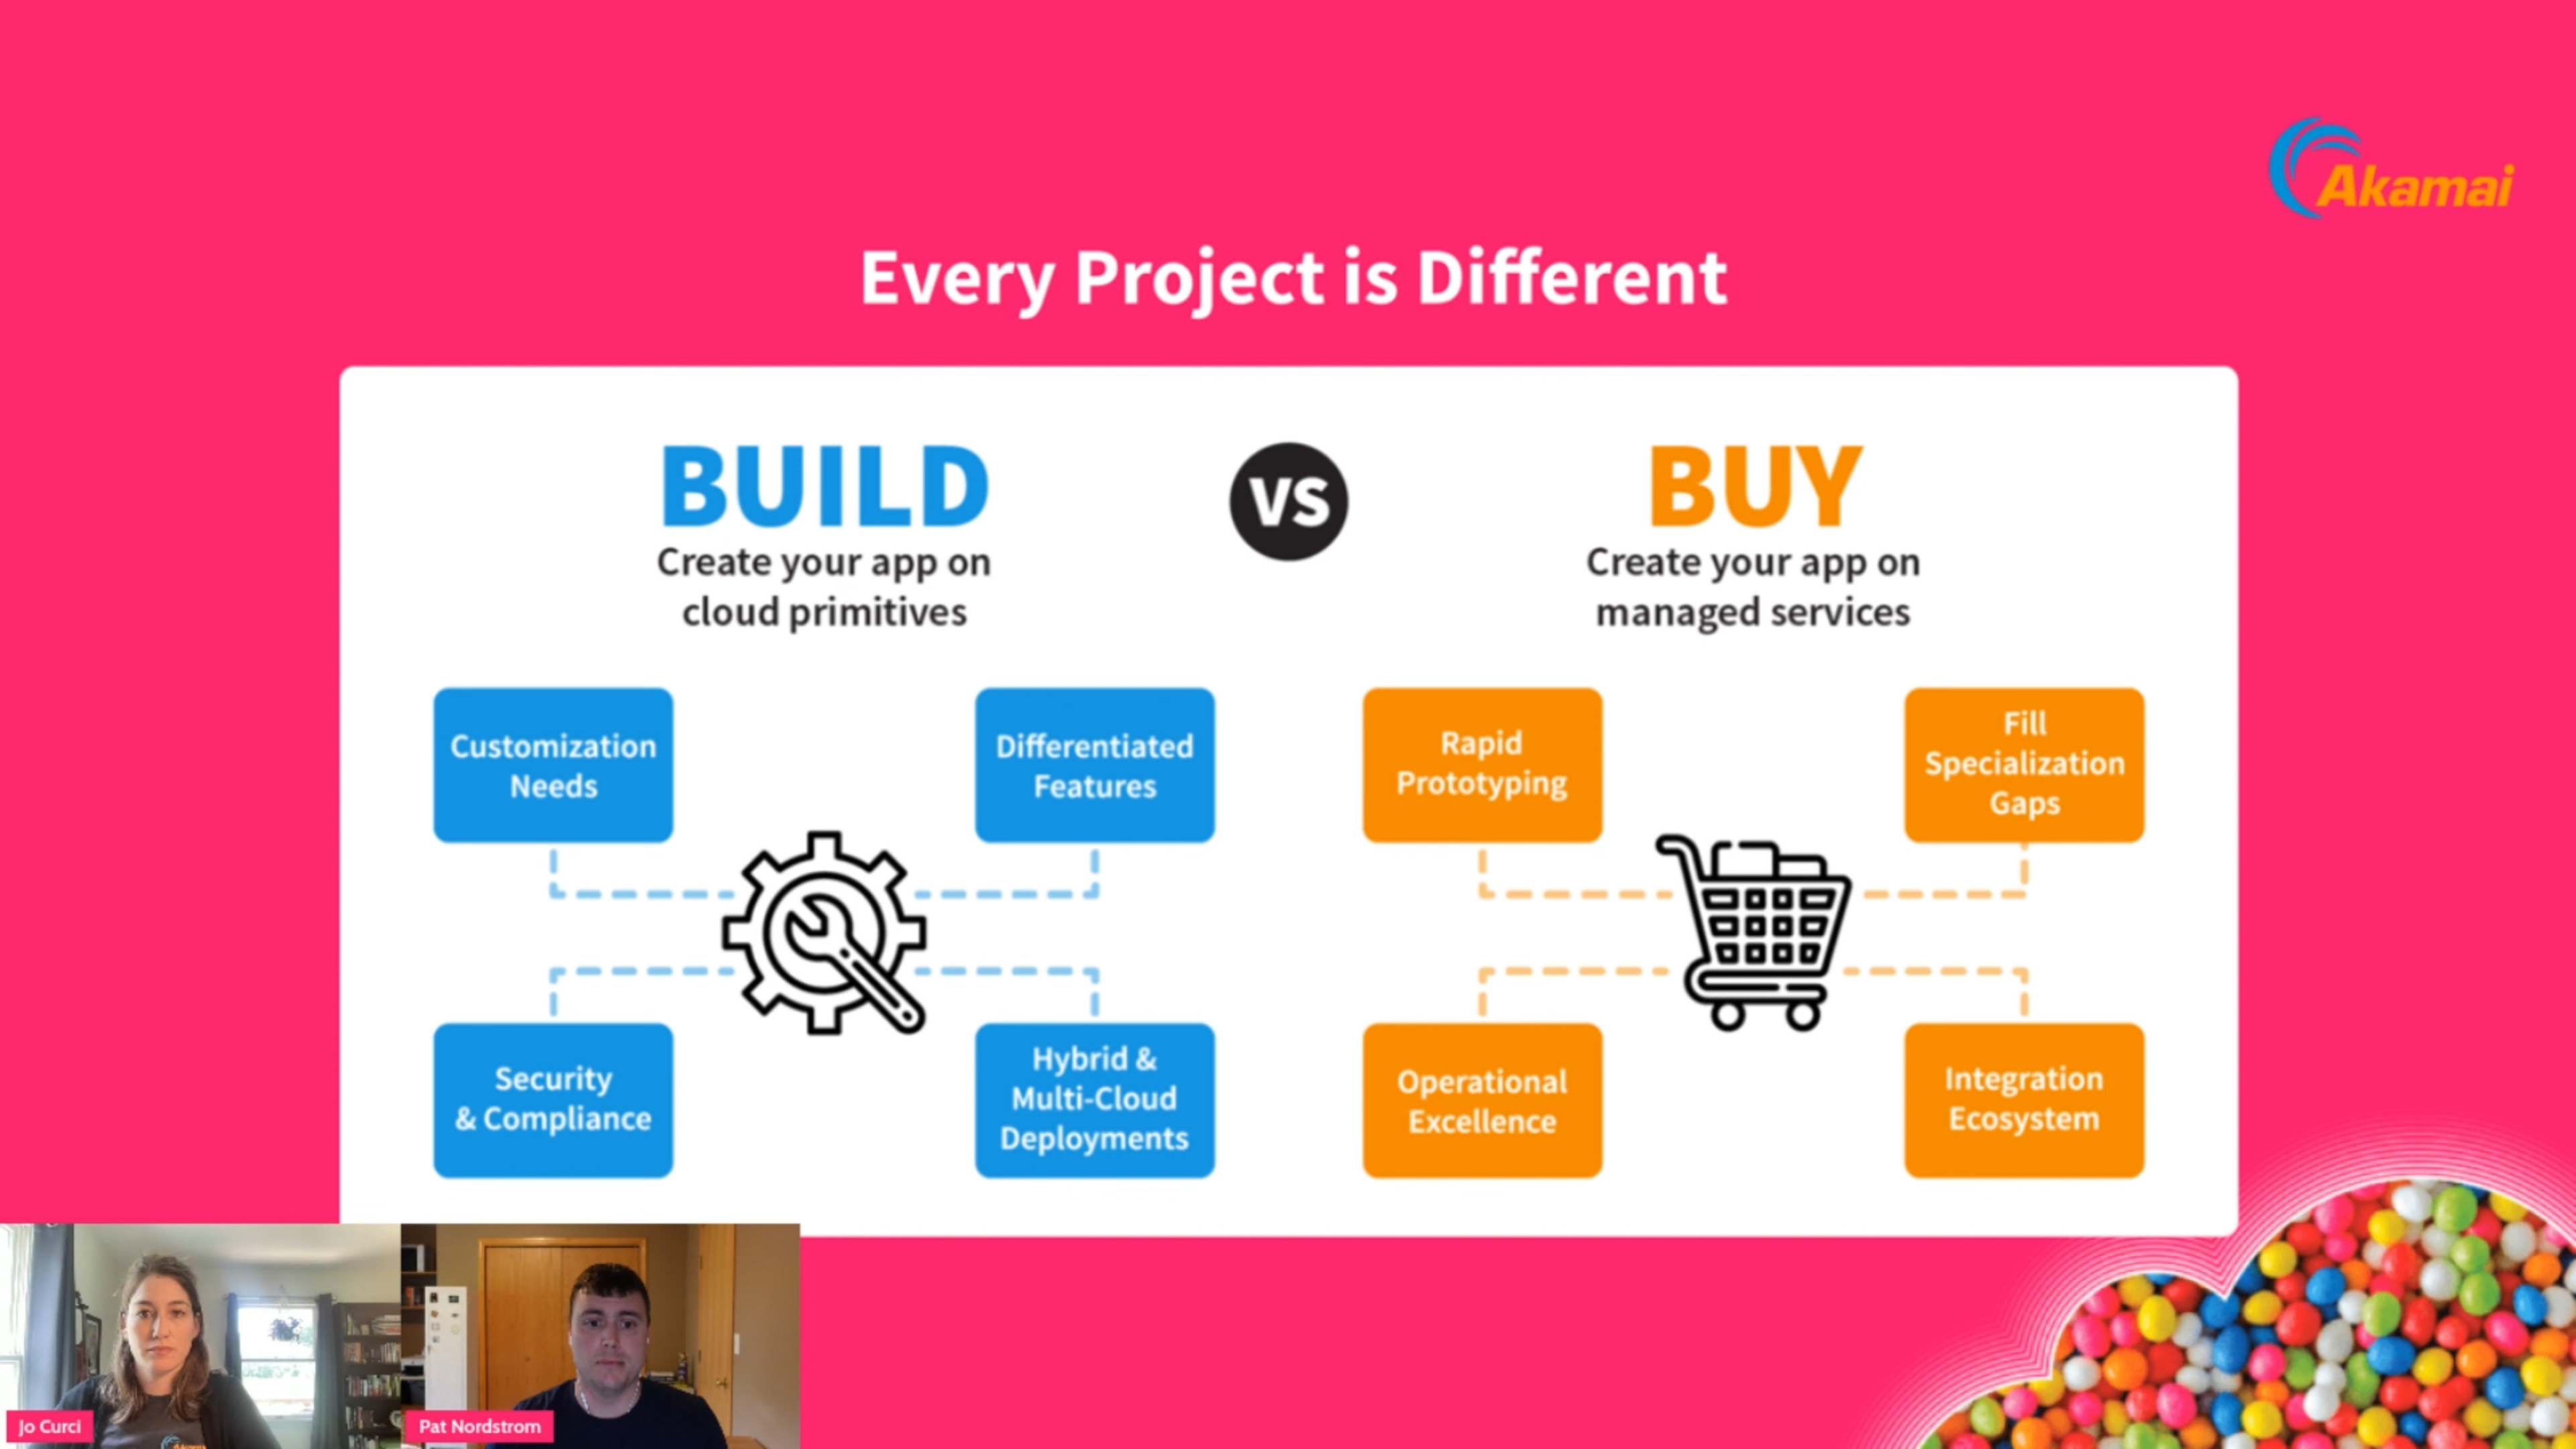 Akamai
Every Project is Different
BUILD
Create your app on
cloud primitives
VS
BUY
Create your app on
managed services
Customization
Needs
Differentiated
Features
Security
& Compliance
Hybrid &
Multi-Cloud
Deployments
Rapid
Prototyping
Fill
Specialization
Gaps
Operational
Excellence
Integration
Ecosystem
Jo Curci
Pat Nordstrom